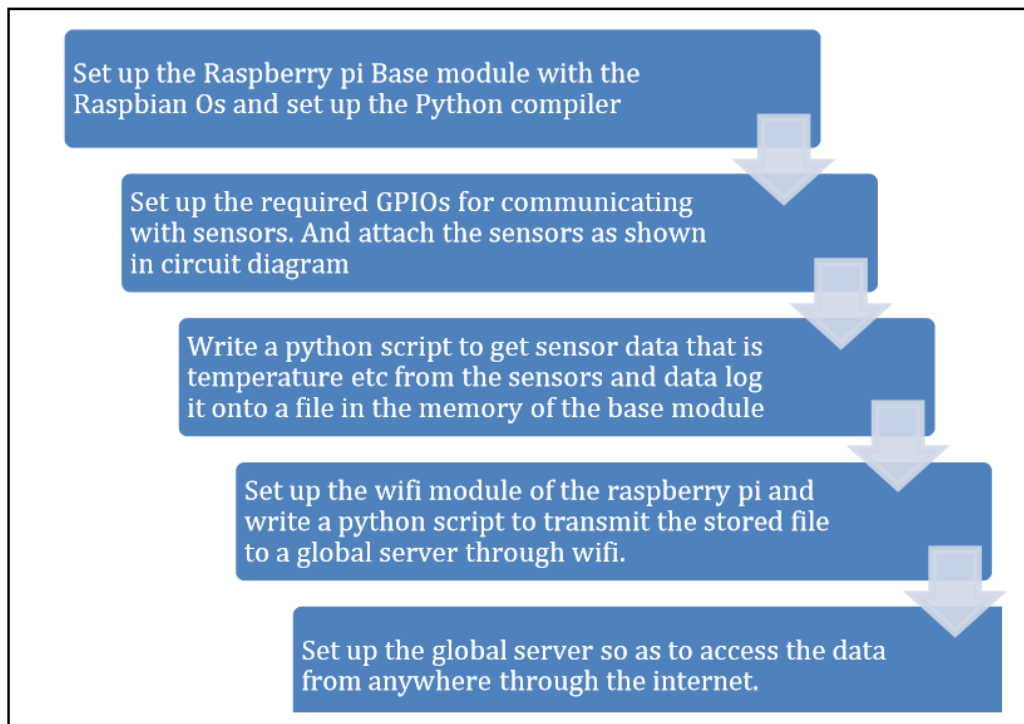 Set up the Raspberry pi Base module with the
Raspbian Os and set up the Python compiler
Set up the required GPIOs for communicating
with sensors. And attach the sensors as shown
in circuit diagram
Write a python script to get sensor data that is
temperature etc from the sensors and data log
it onto a file in the memory of the base module
Set up the wifi module of the raspberry pi and
write a python script to transmit the stored file
to a global server through wifi.
Set up the global server so as to access the data
from anywhere through the internet.